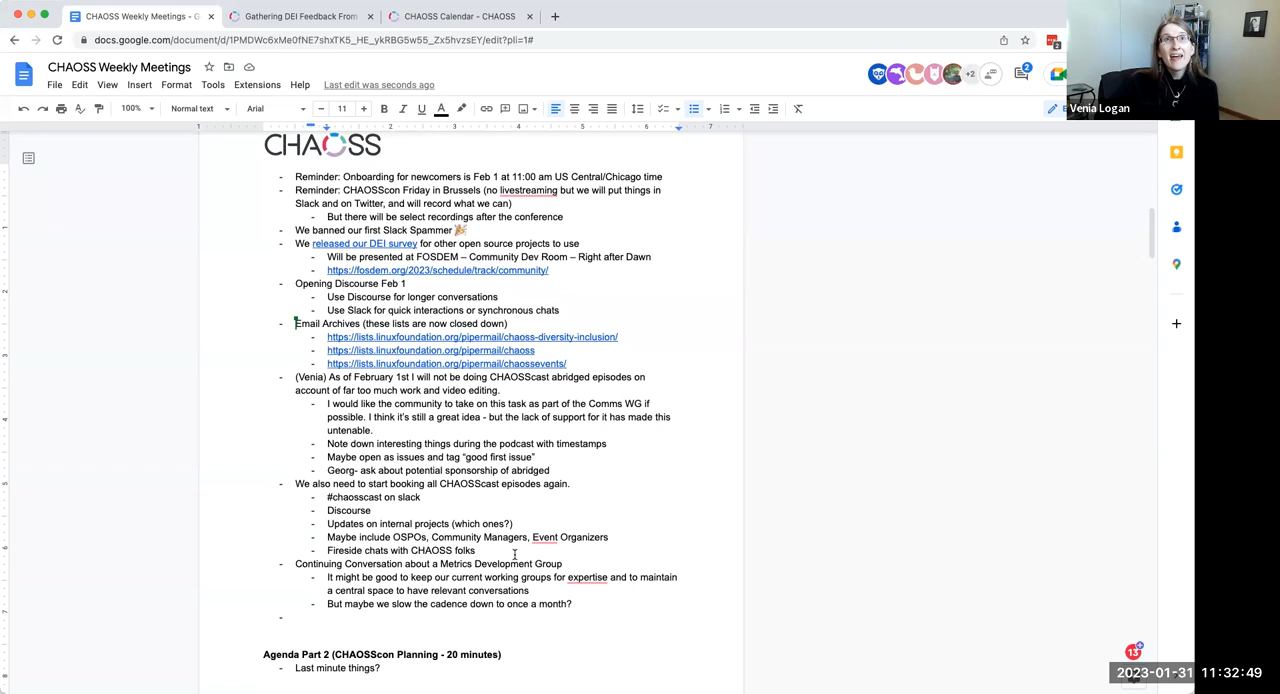 CHAOSS Weekly Meetings - G
Gathering DEI Feedback From
CHAOSS Calendar - CHAOSS
docs.google.com/document/d/1PMDWc6xMe0fNE7shxTK5_HE_ykRBG5w55_Zx5hvzsEY/edit?pli=1#
2
CHAOSS Weekly Meetings
+2
2
File Edit View Insert Format Tools Extensions Help Last edit was seconds ago
100% Normal text Arial 11
Venia Logan
1 1 2 3 4 5 6 7
CHAOSS
- Reminder: Onboarding for newcomers is Feb 1 at 11:00 am US Central/Chicago time
- Reminder: CHAOSScon Friday in Brussels (no livestreaming but we will put things in
Slack and on Twitter, and will record what we can)
- But there will be select recordings after the conference
- We banned our first Slack Spammer 🎉
- We released our DEI survey for other open source projects to use
- Will be presented at FOSDEM – Community Dev Room – Right after Dawn
- https://fosdem.org/2023/schedule/track/community/
- Opening Discourse Feb 1
- Use Discourse for longer conversations
- Use Slack for quick interactions or synchronous chats
- Email Archives (these lists are now closed down)
- https://lists.linuxfoundation.org/pipermail/chaoss-diversity-inclusion/
- https://lists.linuxfoundation.org/pipermail/chaoss
- https://lists.linuxfoundation.org/pipermail/chaossevents/
- (Venia) As of February 1st I will not be doing CHAOSScast abridged episodes on
account of far too much work and video editing.
- I would like the community to take on this task as part of the Comms WG if
possible. I think it's still a great idea - but the lack of support for it has made this
untenable.
- Note down interesting things during the podcast with timestamps
- Maybe open as issues and tag “good first issue”
- Georg- ask about potential sponsorship of abridged
- We also need to start booking all CHAOSScast episodes again.
- #chaosscast on slack
- Discourse
- Updates on internal projects (which ones?)
- Maybe include OSPOs, Community Managers, Event Organizers
- Fireside chats with CHAOSS folks
- Continuing Conversation about a Metrics Development Group
- It might be good to keep our current working groups for expertise and to maintain
a central space to have relevant conversations
- But maybe we slow the cadence down to once a month?
-
Agenda Part 2 (CHAOSScon Planning - 20 minutes)
- Last minute things?
13
2023-01-31 11:32:49